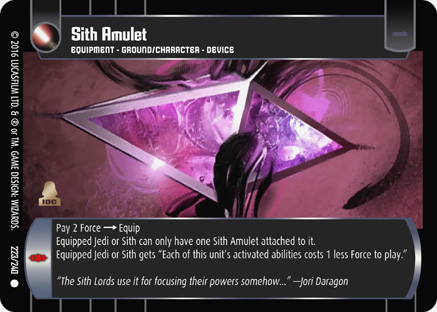 Sith Amulet
EQUIPMENT - GROUND/CHARACTER - DEVICE
Pay 2 Force → Equip
Equipped Jedi or Sith can only have one Sith Amulet attached to it.
Equipped Jedi or Sith gets “Each of this unit's activated abilities costs 1 less Force to play.”
“The Sith Lords use it for focusing their powers somehow...” —Jori Daragon
© 2016 LUCASFILM LTD. & ® or TM. GAME DESIGN: WIZARDS.
223/240
IDC